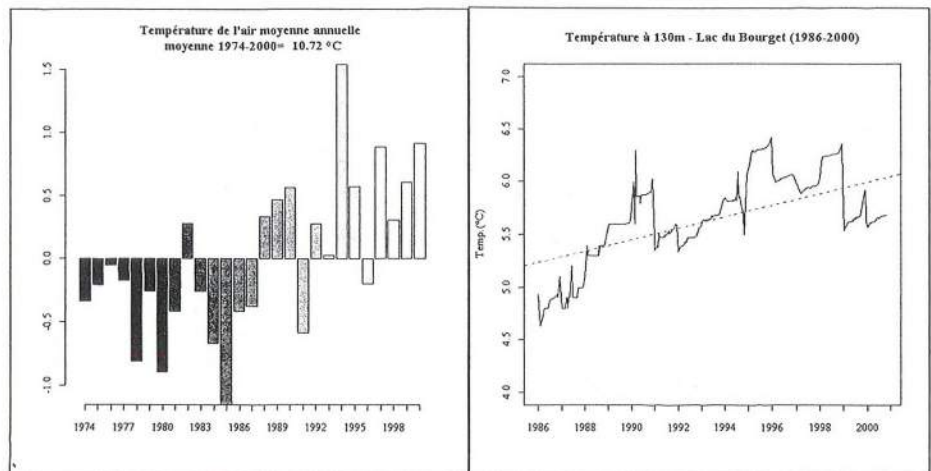 Température de l'air moyenne annuelle
moyenne 1974-2000= 10.72 °C
1.5
1.0
0.5
0.0
-0.5
-1.0
1974 1977 1980 1983 1986 1989 1992 1995 1998
Température à 130m - Lac du Bourget (1986-2000)
Temp.(°C)
7.0
6.5
6.0
5.5
5.0
4.5
4.0
1986 1988 1990 1992 1994 1996 1998 2000